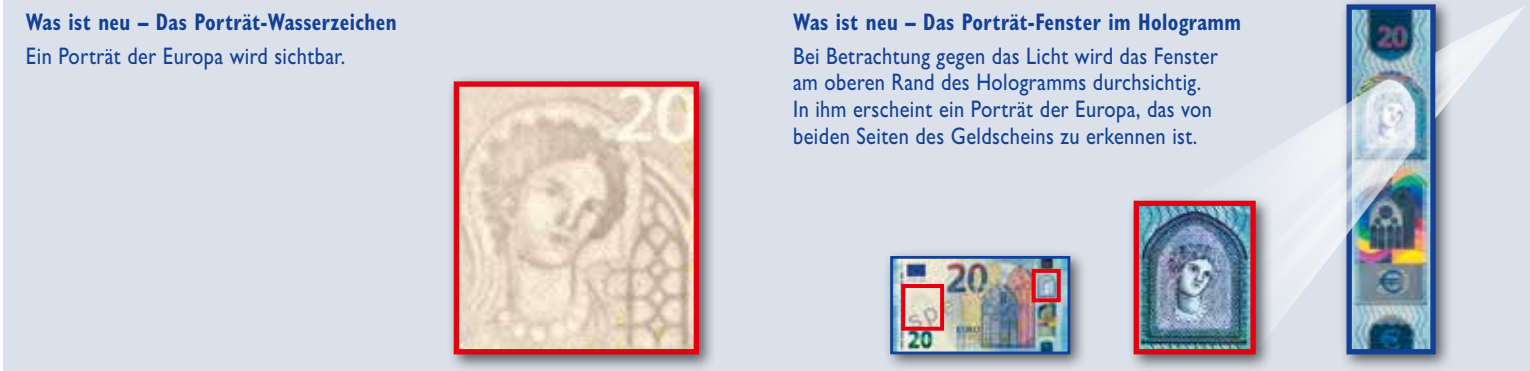 Was ist neu – Das Porträt-Wasserzeichen
Ein Porträt der Europa wird sichtbar.
20
Was ist neu – Das Porträt-Fenster im Hologramm
Bei Betrachtung gegen das Licht wird das Fenster
am oberen Rand des Hologramms durchsichtig.
In ihm erscheint ein Porträt der Europa, das von
beiden Seiten des Geldscheins zu erkennen ist.
20
EURO
20
20
€